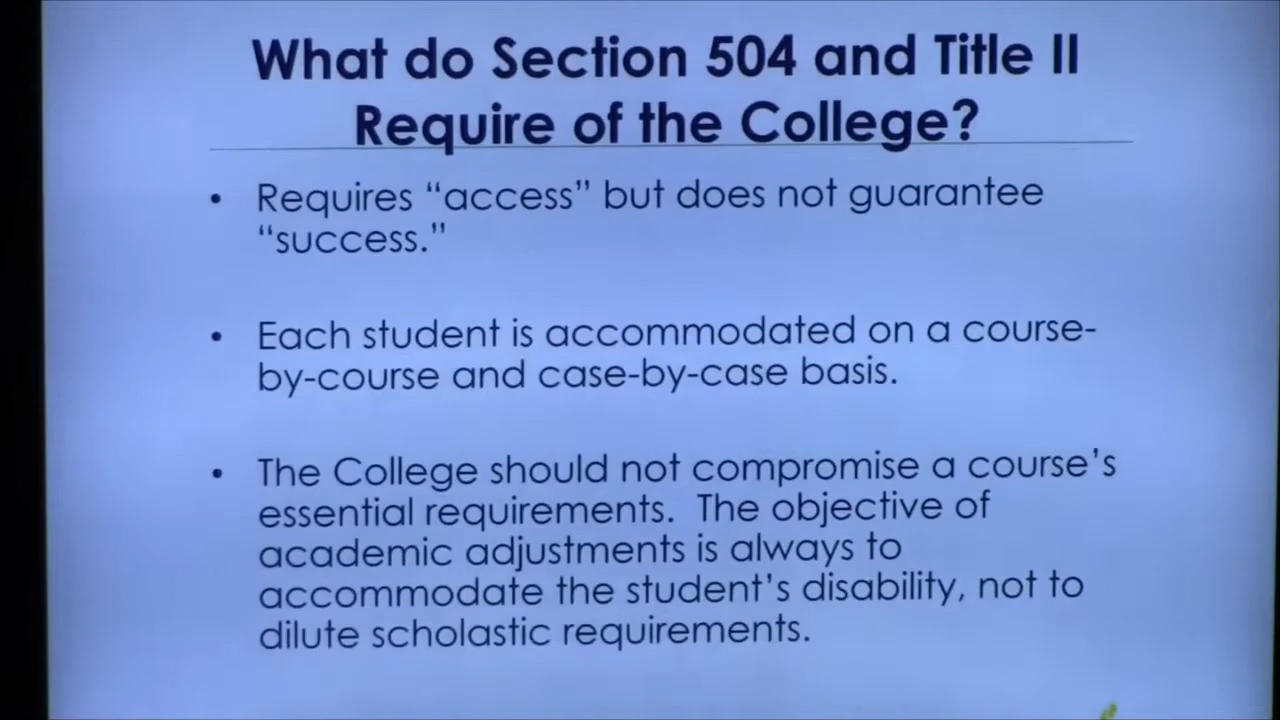 What do Section 504 and Title II
Require of the College?
• Requires “access” but does not guarantee
“success.”
• Each student is accommodated on a course-
by-course and case-by-case basis.
• The College should not compromise a course’s
essential requirements.  The objective of
academic adjustments is always to
accommodate the student’s disability, not to
dilute scholastic requirements.